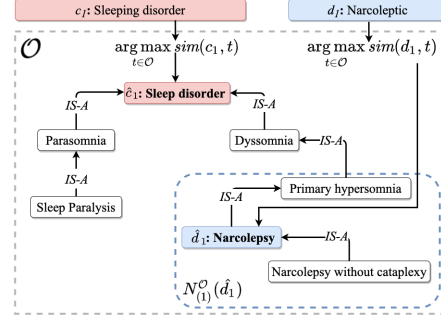 c₁: Sleeping disorder
d₁: Narcoleptic
𝒪
arg max sim(c₁, t)
t∈𝒪
arg max sim(d₁, t)
t∈𝒪
ĉ₁: Sleep disorder
IS-A
IS-A
Parasomnia
Dyssomnia
IS-A
IS-A
Sleep Paralysis
Primary hypersomnia
IS-A
d̂₁: Narcolepsy
IS-A
Narcolepsy without cataplexy
N^𝒪_(1)(d̂₁)